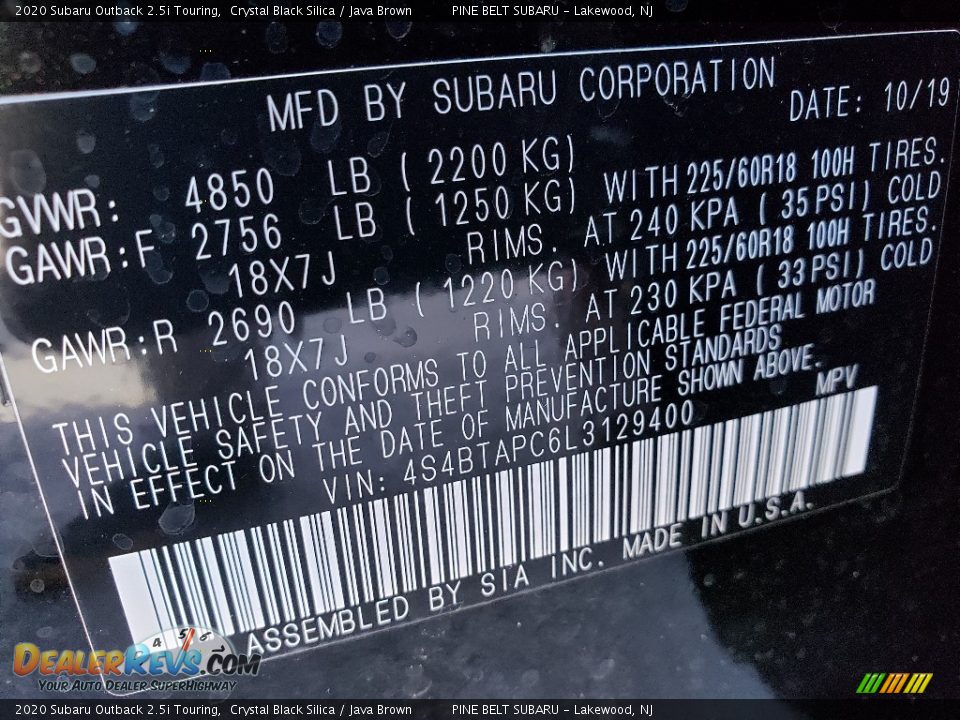 2020 Subaru Outback 2.5i Touring,  Crystal Black Silica / Java Brown          PINE BELT SUBARU - Lakewood, NJ
MFD BY SUBARU CORPORATION
DATE: 10/19
GVWR: 4850 LB ( 2200 KG)
GAWR:F 2756 LB ( 1250 KG) WITH 225/60R18 100H TIRES.
18X7J RIMS. AT 240 KPA ( 35 PSI) COLD
GAWR:R 2690 LB ( 1220 KG) WITH 225/60R18 100H TIRES.
18X7J RIMS. AT 230 KPA ( 33 PSI) COLD
THIS VEHICLE CONFORMS TO ALL APPLICABLE FEDERAL MOTOR
VEHICLE SAFETY AND THEFT PREVENTION STANDARDS
IN EFFECT ON THE DATE OF MANUFACTURE SHOWN ABOVE.
VIN: 4S4BTAPC6L3129400 MPV
ASSEMBLED BY SIA INC. MADE IN U.S.A.
4 5 6
DEALERREVS.COM
YOUR AUTO DEALER SUPERHIGHWAY
2020 Subaru Outback 2.5i Touring,  Crystal Black Silica / Java Brown          PINE BELT SUBARU - Lakewood, NJ